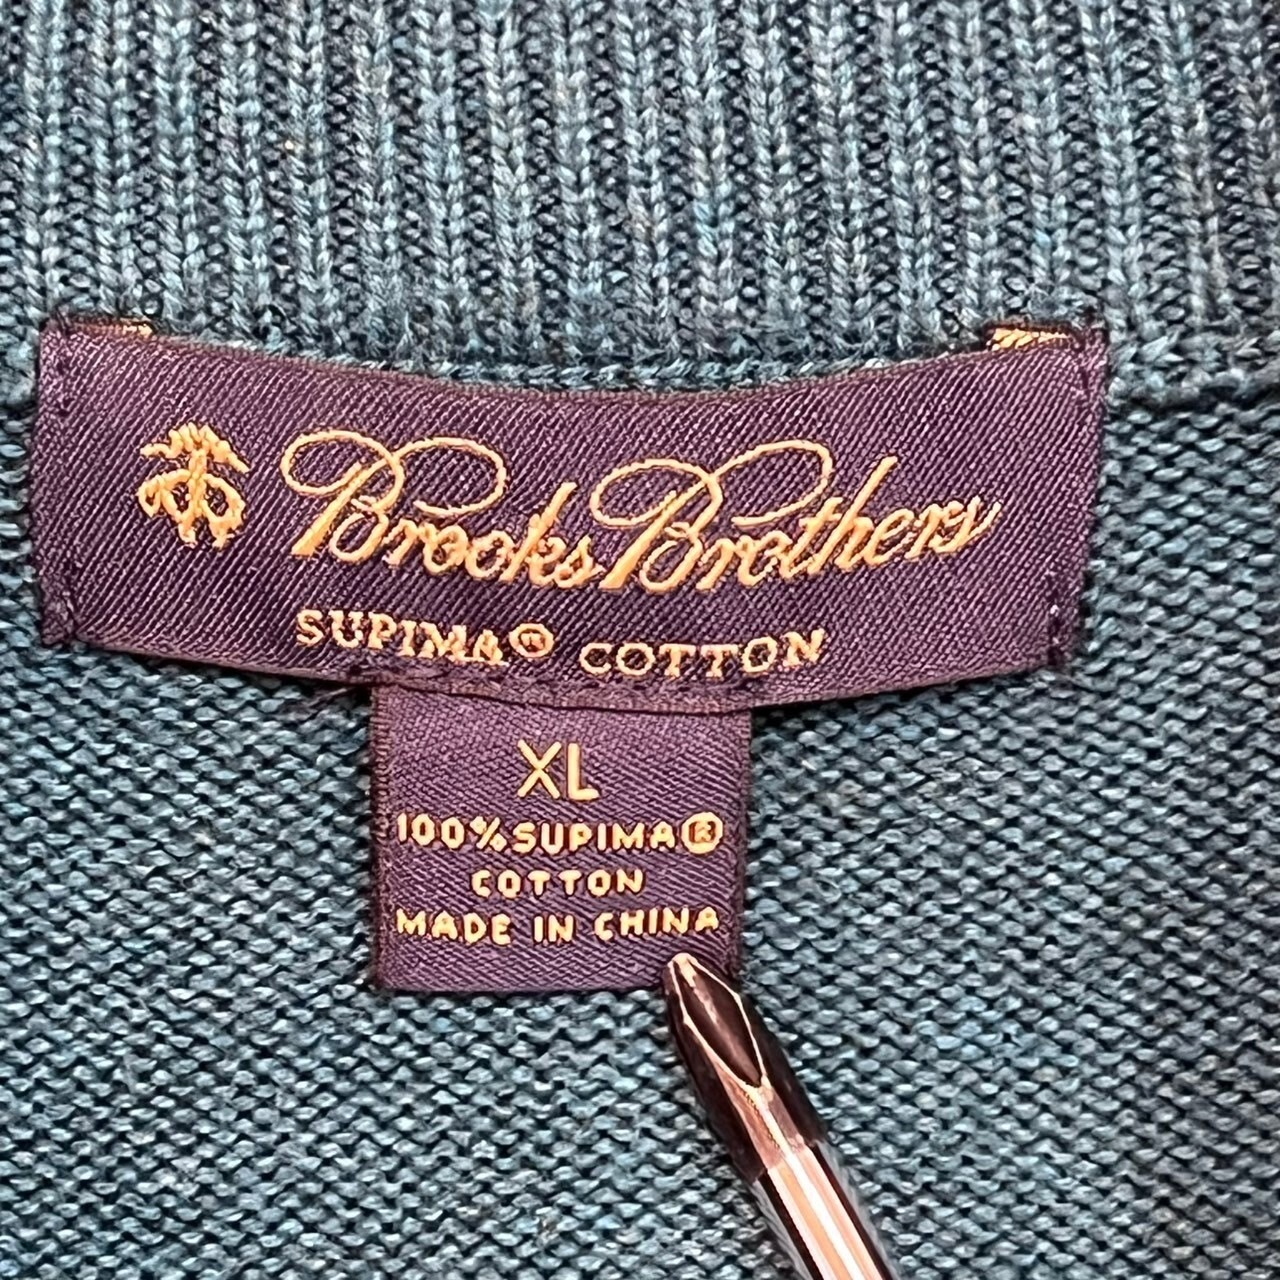 Brooks Brothers
SUPIMA® COTTON
XL
100%SUPIMA®
COTTON
MADE IN CHINA